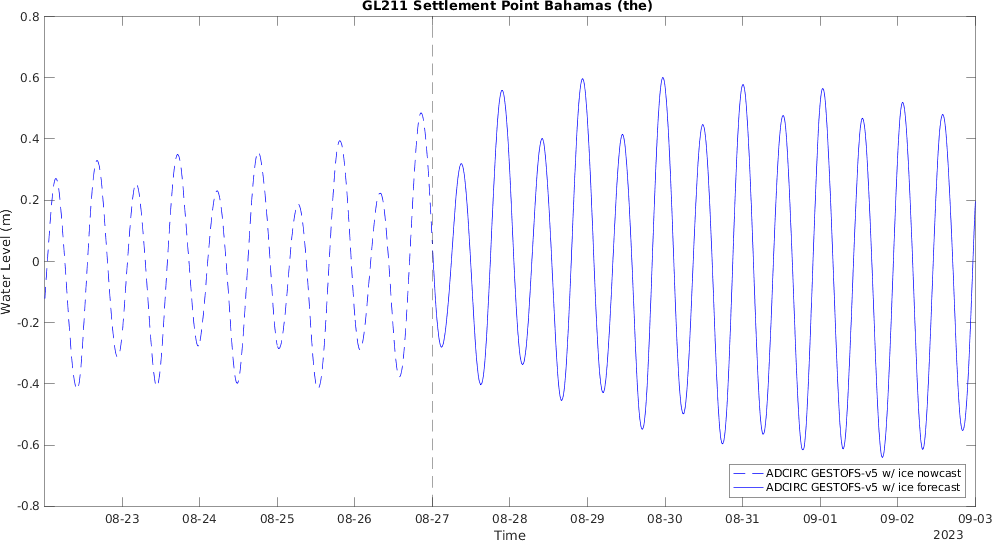 GL211 Settlement Point Bahamas (the)
0.8
0.6
0.4
0.2
0
-0.2
-0.4
-0.6
-0.8
Water Level (m)
ADCIRC GESTOFS-v5 w/ ice nowcast
ADCIRC GESTOFS-v5 w/ ice forecast
08-23 08-24 08-25 08-26 08-27 08-28 08-29 08-30 08-31 09-01 09-02 09-03
Time
2023